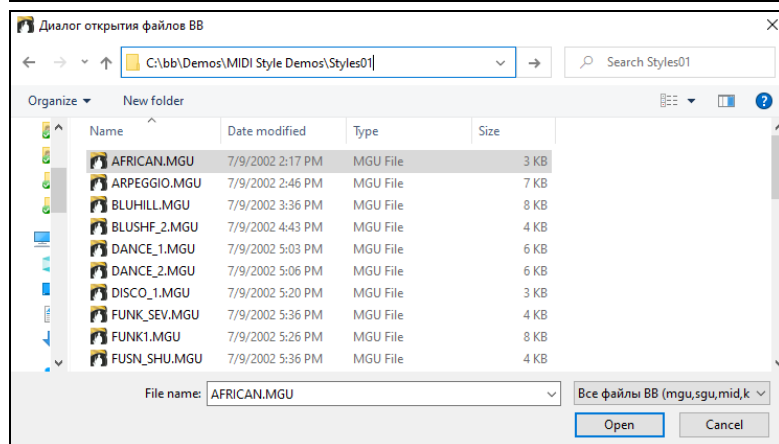 Диалог открытия файлов BB
C:\bb\Demos\MIDI Style Demos\Styles01
Search Styles01
Organize New folder
Name Date modified Type Size
AFRICAN.MGU 7/9/2002 2:17 PM MGU File 3 KB
ARPEGGIO.MGU 7/9/2002 2:46 PM MGU File 7 KB
BLUHILL.MGU 7/9/2002 3:36 PM MGU File 8 KB
BLUSHF_2.MGU 7/9/2002 4:43 PM MGU File 4 KB
DANCE_1.MGU 7/9/2002 5:03 PM MGU File 6 KB
DANCE_2.MGU 7/9/2002 5:06 PM MGU File 6 KB
DISCO_1.MGU 7/9/2002 5:20 PM MGU File 3 KB
FUNK_SEV.MGU 7/9/2002 5:36 PM MGU File 4 KB
FUNK1.MGU 7/9/2002 5:26 PM MGU File 8 KB
FUSN_SHU.MGU 7/9/2002 5:36 PM MGU File 4 KB
File name: AFRICAN.MGU Все файлы BB (mgu,sgu,mid,k
Open Cancel